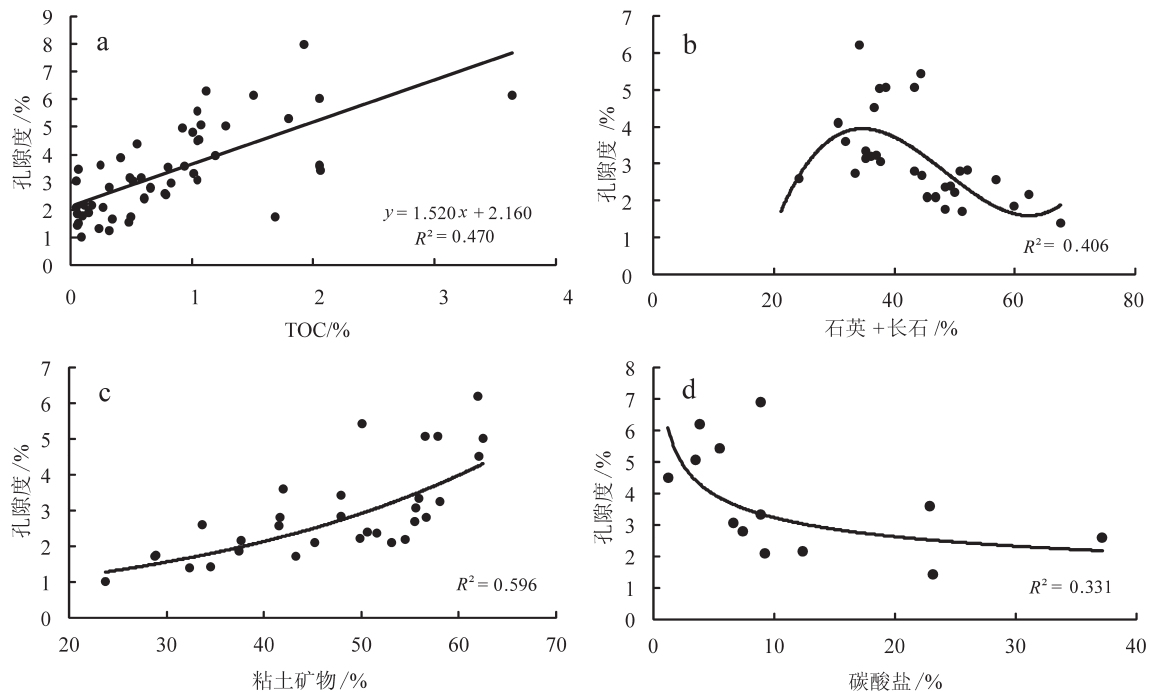 9
8
7
6
5
4
3
2
1
0
孔隙度 /%
a
y = 1.520x + 2.160
R² = 0.470
0 1 2 3 4
TOC/%
7
6
5
4
3
2
1
0
孔隙度 /%
b
R² = 0.406
0 20 40 60 80
石英 +长石 /%
7
6
5
4
3
2
1
0
孔隙度 /%
c
R² = 0.596
20 30 40 50 60 70
粘土矿物 /%
8
7
6
5
4
3
2
1
0
孔隙度 /%
d
R² = 0.331
0 10 20 30 40
碳酸盐 /%